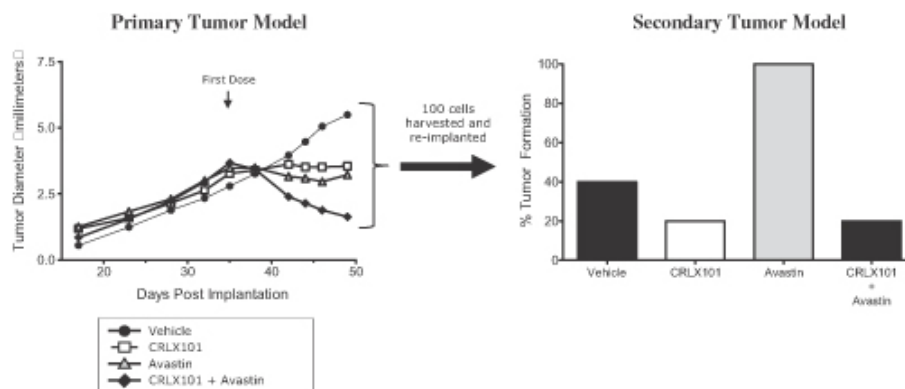 Primary Tumor Model
Secondary Tumor Model
Tumor Diameter □millimeters□
7.5
5.0
2.5
0.0
First Dose
20
30
40
50
Days Post Implantation
100 cells
harvested and
re-implanted
% Tumor Formation
100
80
60
40
20
0
Vehicle
CRLX101
Avastin
CRLX101
+
Avastin
Vehicle
CRLX101
Avastin
CRLX101 + Avastin